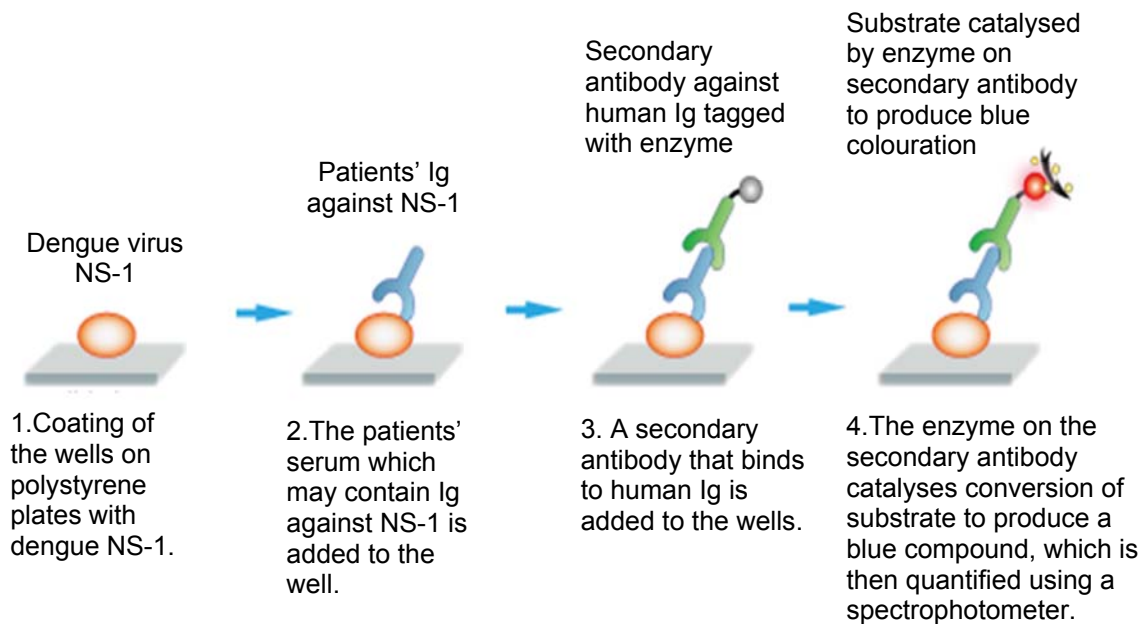 Dengue virus
NS-1
Patients’ Ig
against NS-1
Secondary
antibody against
human Ig tagged
with enzyme
Substrate catalysed
by enzyme on
secondary antibody
to produce blue
colouration
1.Coating of
the wells on
polystyrene
plates with
dengue NS-1.
2.The patients’
serum which
may contain Ig
against NS-1 is
added to the
well.
3. A secondary
antibody that binds
to human Ig is
added to the wells.
4.The enzyme on the
secondary antibody
catalyses conversion of
substrate to produce a
blue compound, which is
then quantified using a
spectrophotometer.